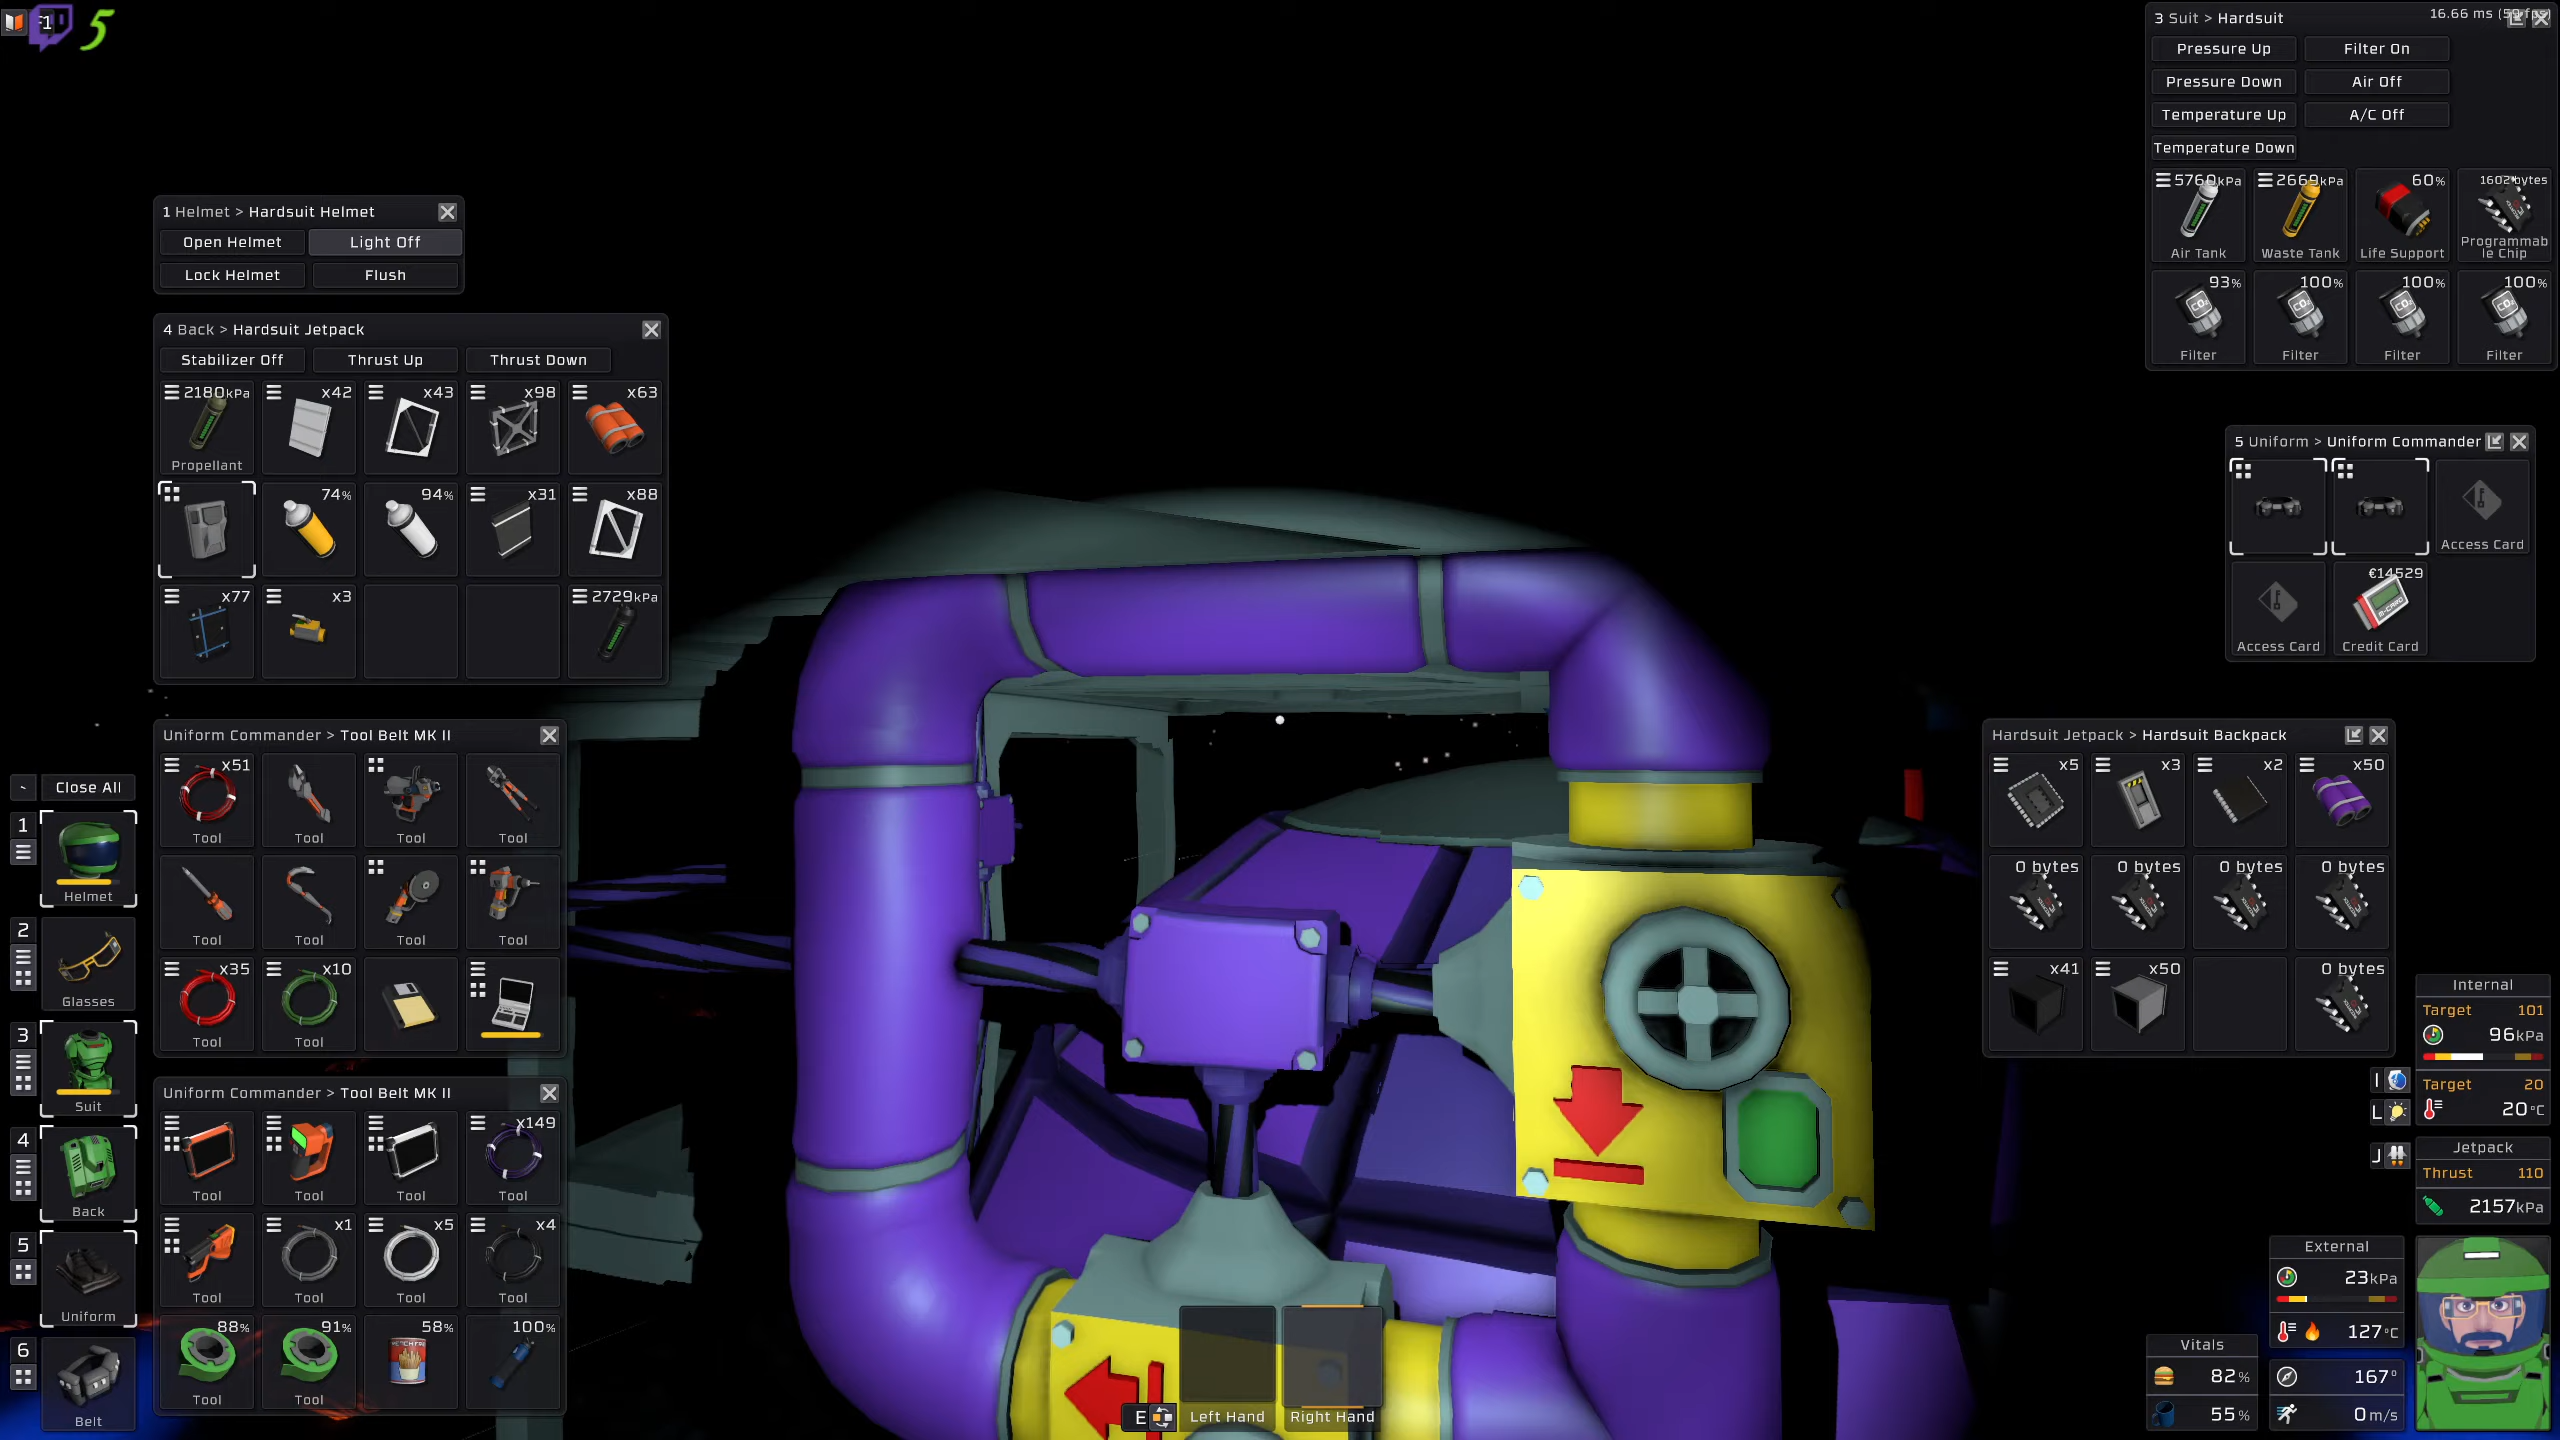 F1
5
16.66 ms (59 fps)
3 Suit > Hardsuit
Pressure Up
Filter On
Pressure Down
Air Off
Temperature Up
A/C Off
Temperature Down
5760kPa
2669kPa
60%
1602 bytes
Air Tank
Waste Tank
Life Support
Programmab
le Chip
93%
100%
100%
100%
CO₂
CO₂
CO₂
CO₂
Filter
Filter
Filter
Filter
1 Helmet > Hardsuit Helmet
Open Helmet
Light Off
Lock Helmet
Flush
4 Back > Hardsuit Jetpack
Stabilizer Off
Thrust Up
Thrust Down
2180kPa
x42
x43
x98
x63
Propellant
74%
94%
x31
x88
x77
x3
2729kPa
5 Uniform > Uniform Commander
Access Card
€14529
Access Card
Credit Card
Uniform Commander > Tool Belt MK II
x51
Tool
Tool
Tool
Tool
Tool
Tool
Tool
Tool
x35
x10
Tool
Tool
Uniform Commander > Tool Belt MK II
x149
Tool
Tool
Tool
Tool
x1
x5
x4
Tool
Tool
Tool
Tool
88%
91%
58%
100%
Tool
Tool
~
Close All
1
Helmet
2
Glasses
3
Suit
4
Back
5
Uniform
6
Belt
Hardsuit Jetpack > Hardsuit Backpack
x5
x3
x2
x50
0 bytes
0 bytes
0 bytes
0 bytes
x41
x50
0 bytes
Internal
Target 101
96kPa
Target 20
20°C
I
L
J
Jetpack
Thrust 110
2157kPa
External
23kPa
127°C
167°
0m/s
Vitals
82%
55%
E
Left Hand
Right Hand